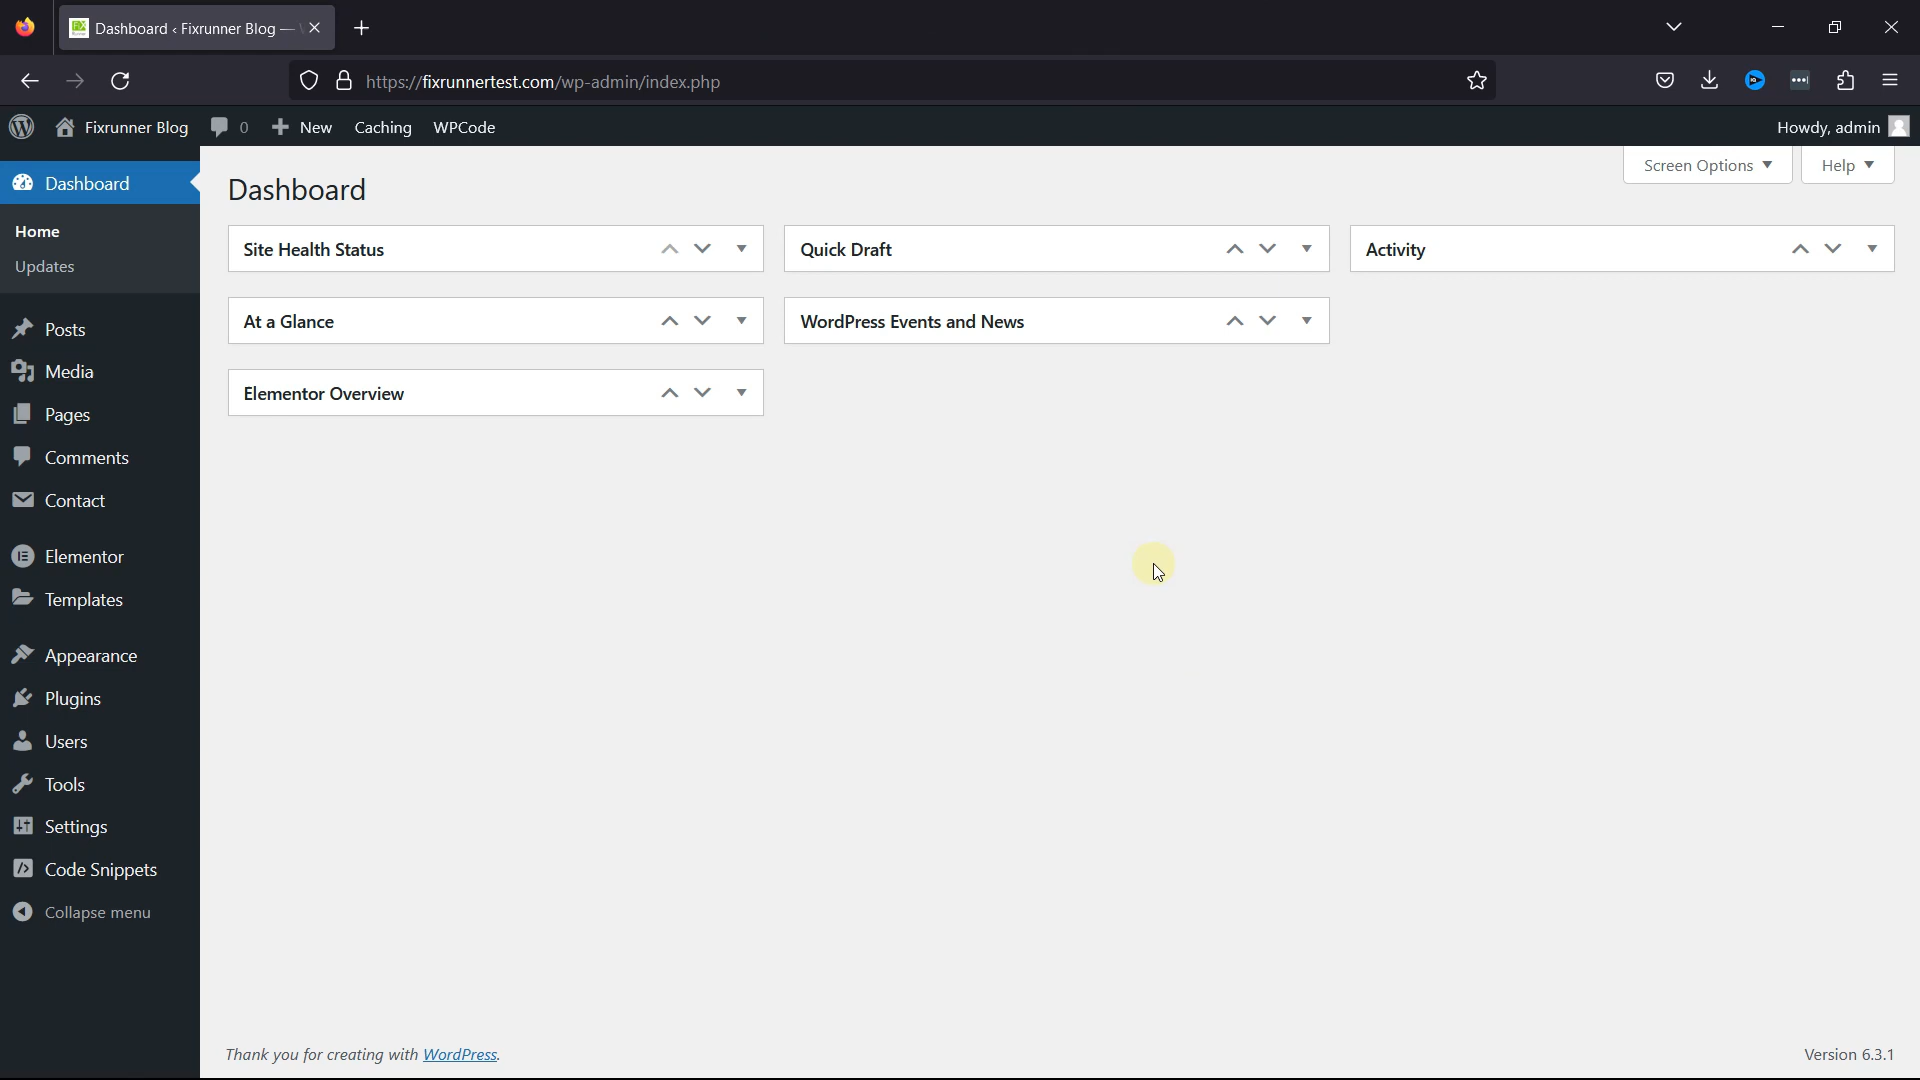 Dashboard ‹ Fixrunner Blog —
https://fixrunnertest.com/wp-admin/index.php
Fixrunner Blog 0 New Caching WPCode Howdy, admin
Screen Options Help
Dashboard
Dashboard
Home
Updates
Posts
Media
Pages
Comments
Contact
Elementor
Templates
Appearance
Plugins
Users
Tools
Settings
Code Snippets
Collapse menu
Site Health Status
Quick Draft
Activity
At a Glance
WordPress Events and News
Elementor Overview
Thank you for creating with WordPress.
Version 6.3.1